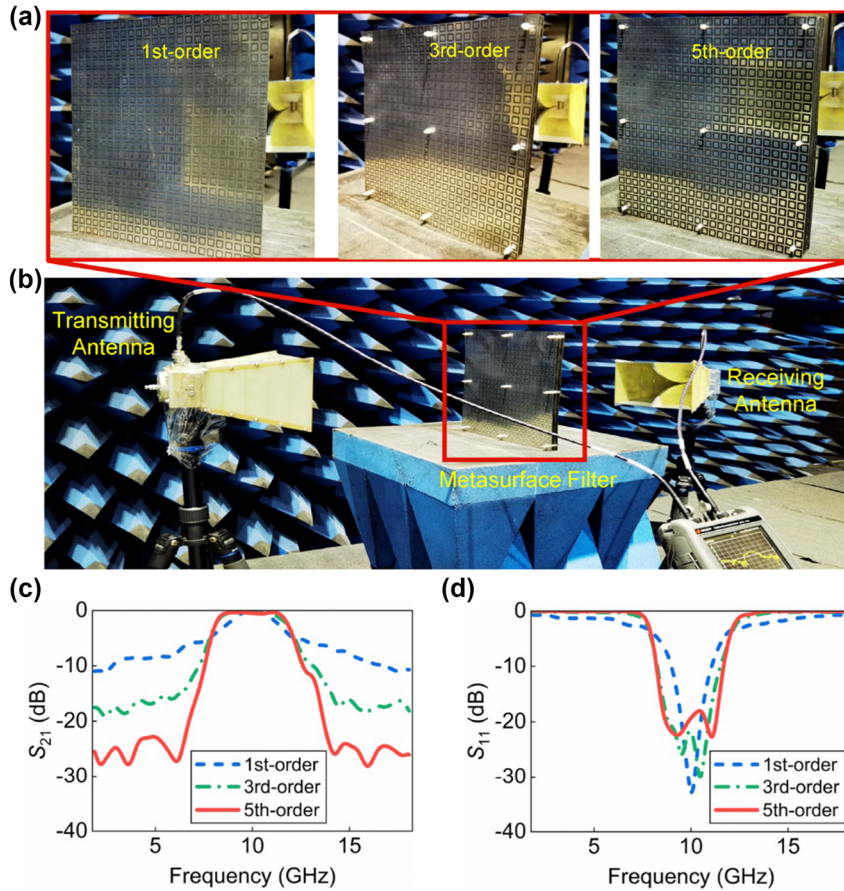 (a)
1st-order
3rd-order
5th-order
(b)
Transmitting
Antenna
Receiving
Antenna
Metasurface Filter
(c)
0
-10
-20
-30
-40
S21 (dB)
1st-order
3rd-order
5th-order
5
10
15
Frequency (GHz)
(d)
0
-10
-20
-30
-40
S11 (dB)
1st-order
3rd-order
5th-order
5
10
15
Frequency (GHz)